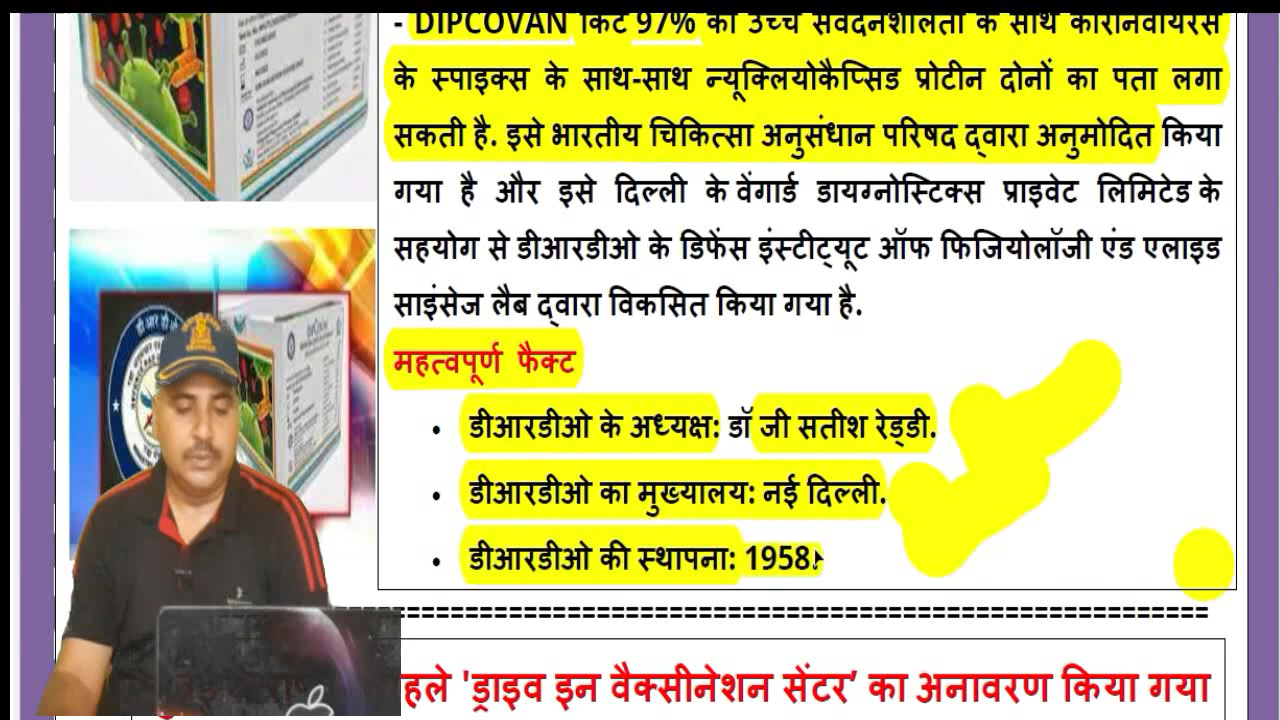 - DIPCOVAN किट 97% की उच्च संवेदनशीलता के साथ कोरोनवायरस
के स्पाइक्स के साथ-साथ न्यूक्लियोकैप्सिड प्रोटीन दोनों का पता लगा
सकती है. इसे भारतीय चिकित्सा अनुसंधान परिषद द्वारा अनुमोदित किया
गया है और इसे दिल्ली के वेंगार्ड डायग्नोस्टिक्स प्राइवेट लिमिटेड के
सहयोग से डीआरडीओ के डिफेंस इंस्टीट्यूट ऑफ फिजियोलॉजी एंड एलाइड
साइंसेज लैब द्वारा विकसित किया गया है.
महत्वपूर्ण फैक्ट
• डीआरडीओ के अध्यक्ष: डॉ जी सतीश रेड्डी.
• डीआरडीओ का मुख्यालय: नई दिल्ली.
• डीआरडीओ की स्थापना: 1958.
हले 'ड्राइव इन वैक्सीनेशन सेंटर’ का अनावरण किया गया